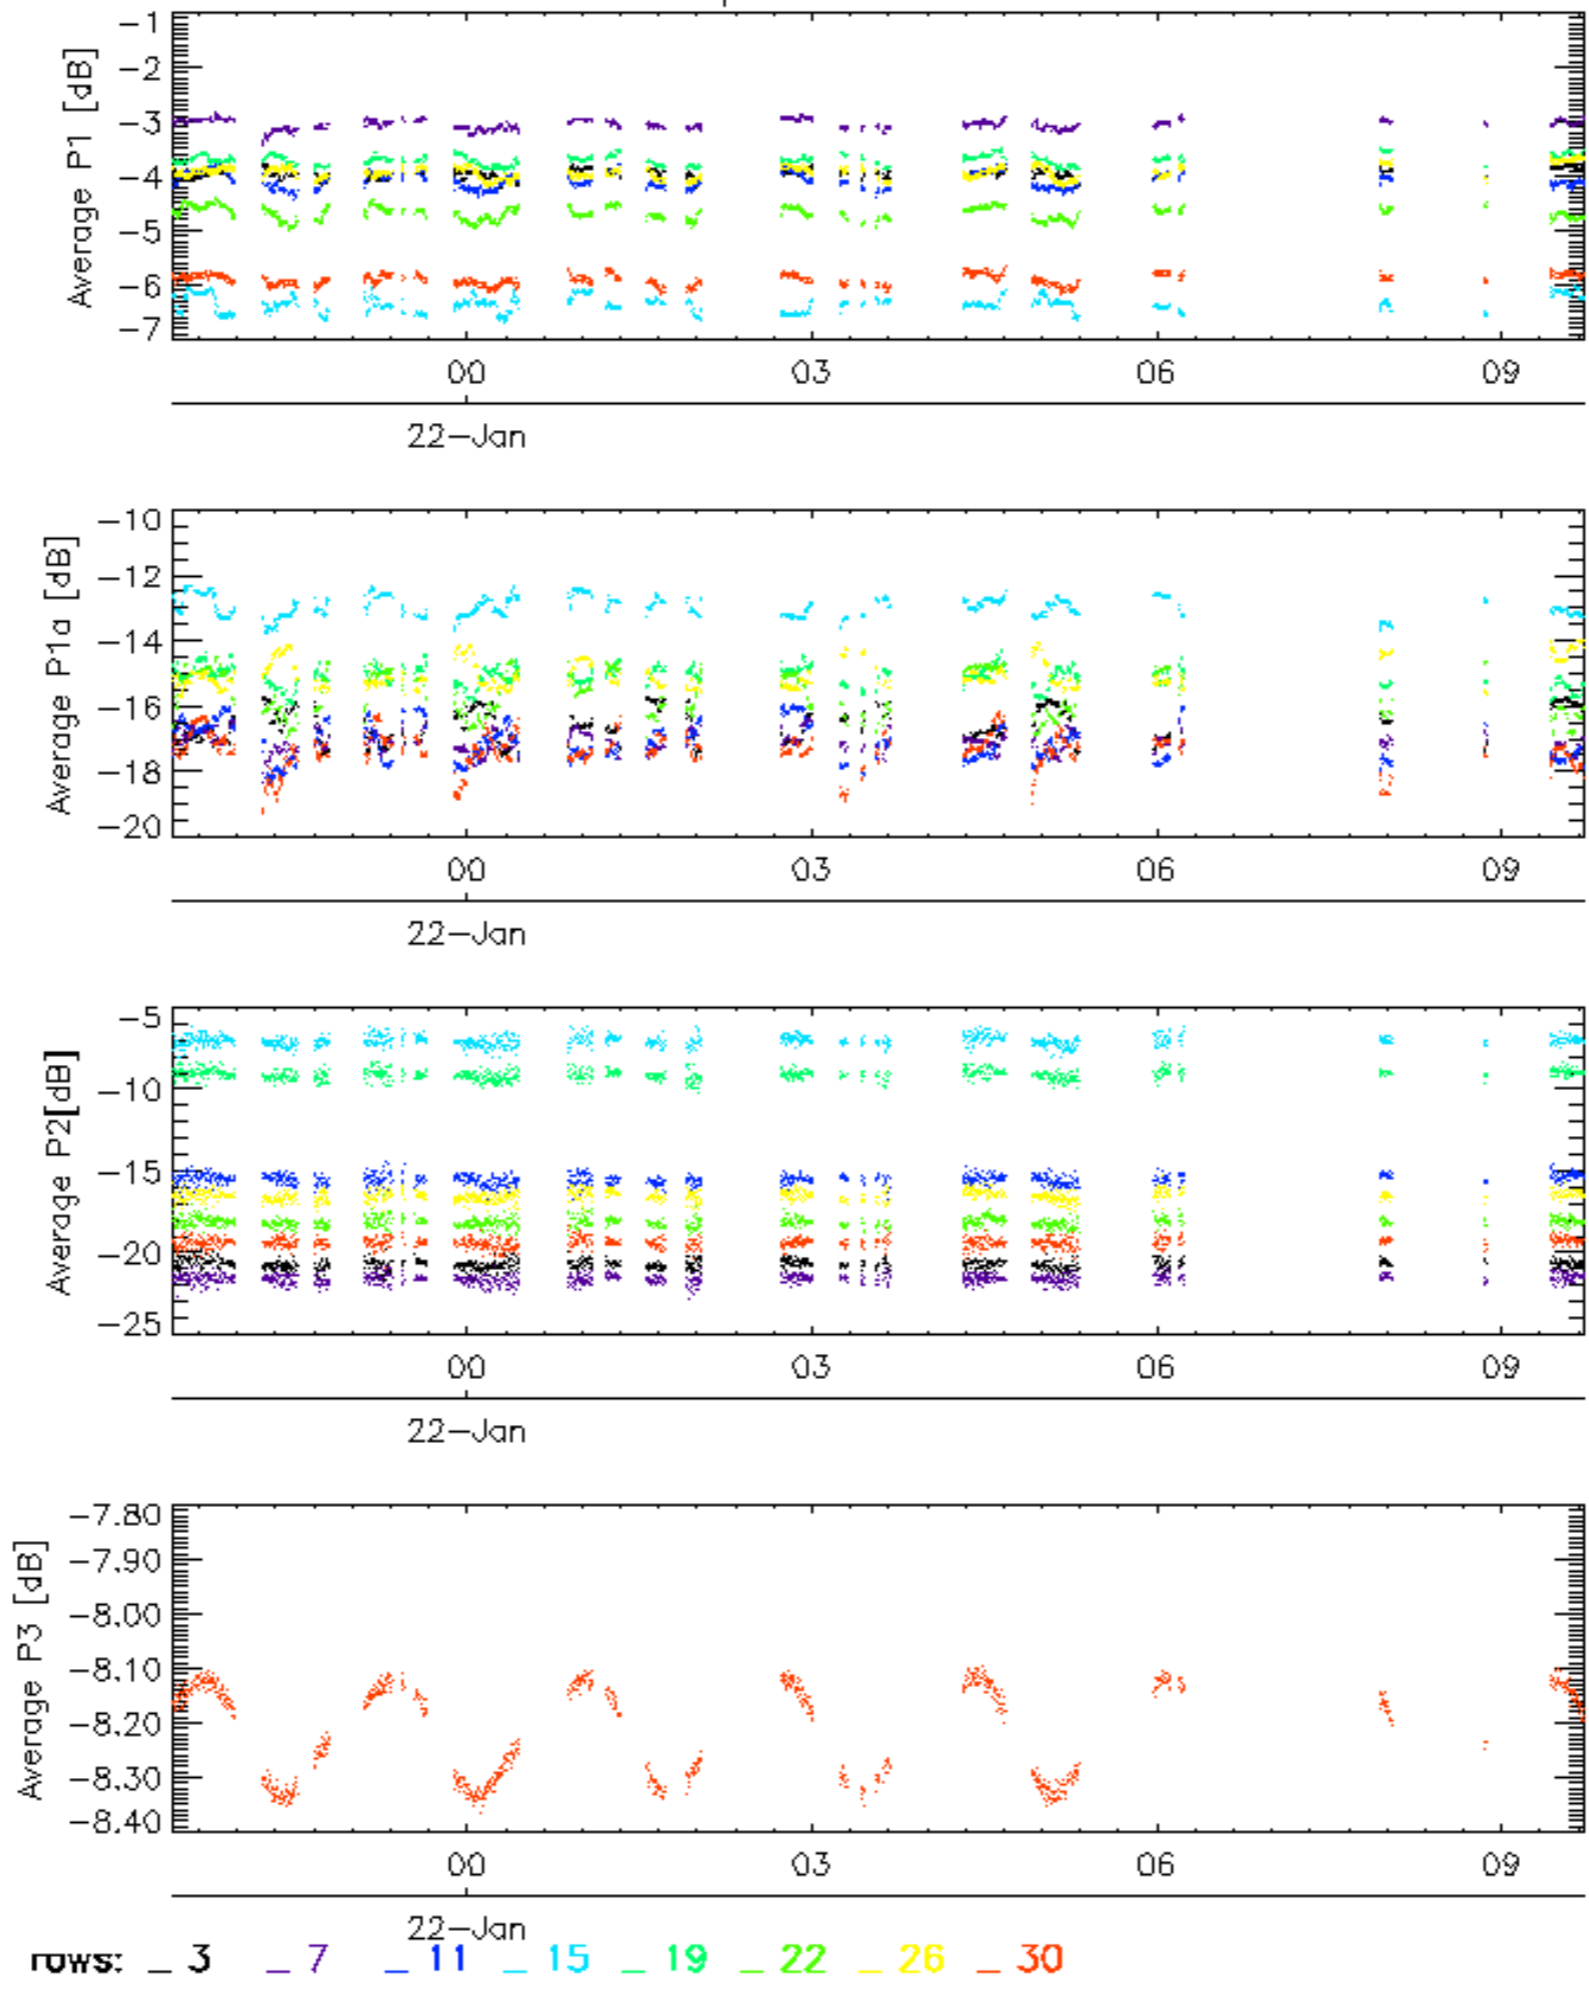 Average P1 [dB]
−1
−2
−3
−4
−5
−6
−7
00 03 06 09
22−Jan
Average P1a [dB]
−10
−12
−14
−16
−18
−20
00 03 06 09
22−Jan
Average P2[dB]
−5
−10
−15
−20
−25
00 03 06 09
22−Jan
Average P3 [dB]
−7.80
−7.90
−8.00
−8.10
−8.20
−8.30
−8.40
00 03 06 09
22−Jan
rows: _ 3 _ 7 _ 11 _ 15 _ 19 _ 22 _ 26 _ 30